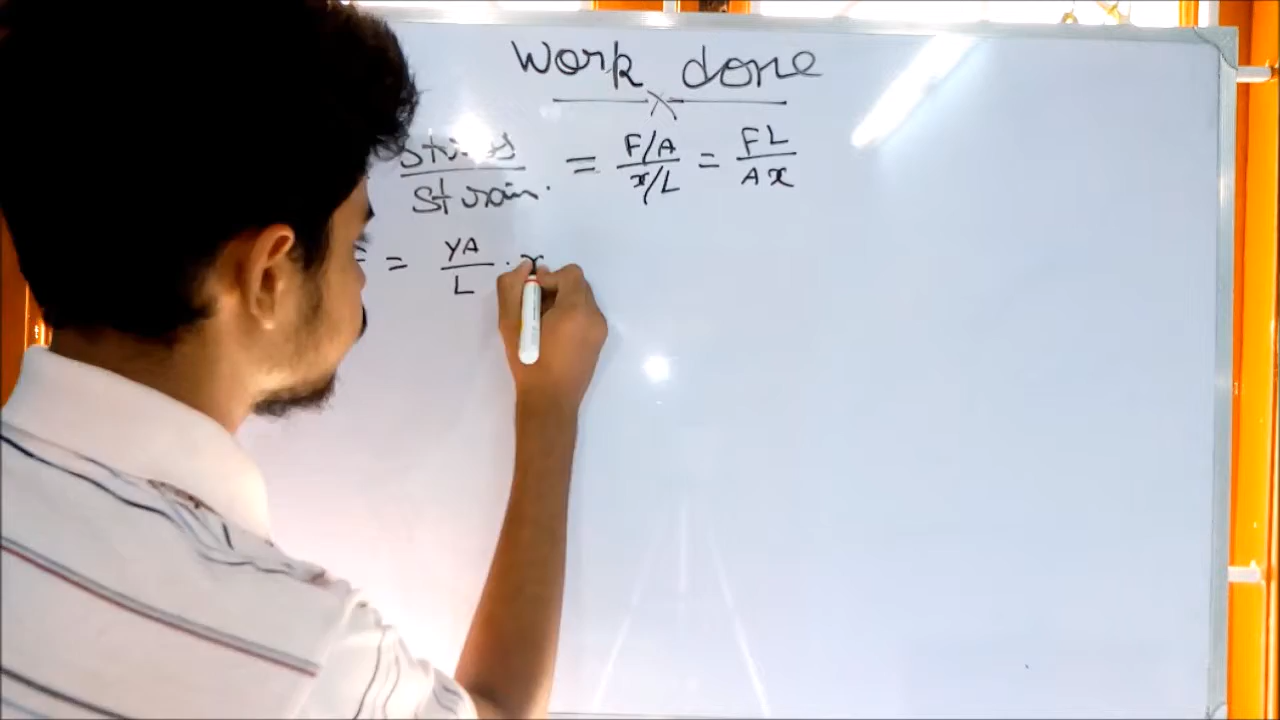 Work done
stress/strain. = F/A / x/L = FL/Ax
F = YA/L . x